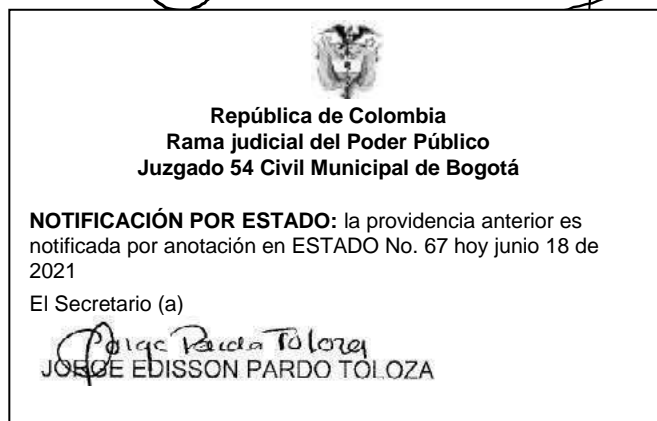 República de Colombia
Rama judicial del Poder Público
Juzgado 54 Civil Municipal de Bogotá
NOTIFICACIÓN POR ESTADO: la providencia anterior es
notificada por anotación en ESTADO No. 67 hoy junio 18 de
2021
El Secretario (a)
Jorge Pardo Toloza
JORGE EDISSON PARDO TOLOZA